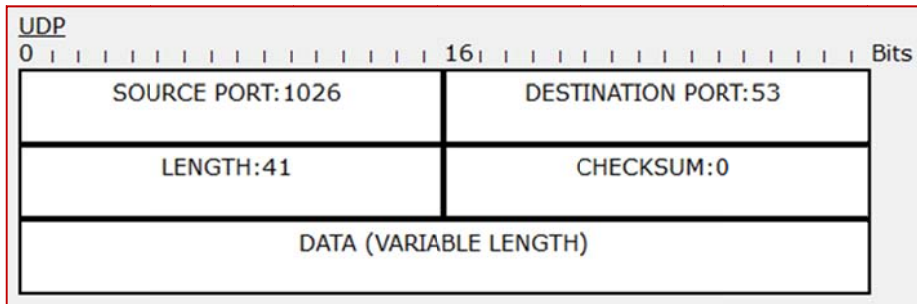 UDP
0 16 Bits
SOURCE PORT:1026 DESTINATION PORT:53
LENGTH:41 CHECKSUM:0
DATA (VARIABLE LENGTH)